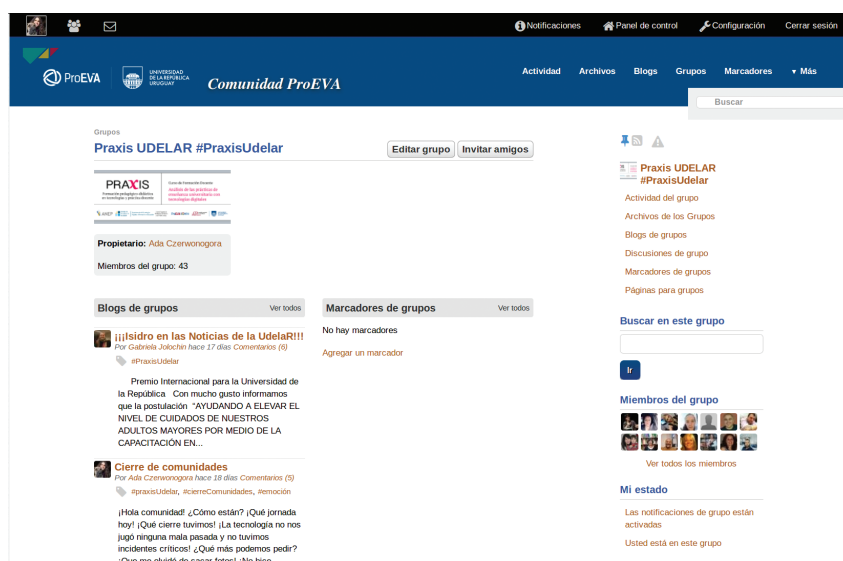 Notificaciones Panel de control Configuración Cerrar sesión
ProEVA UNIVERSIDAD DE LA REPÚBLICA URUGUAY Comunidad ProEVA
Actividad Archivos Blogs Grupos Marcadores ▾ Más
Buscar
Grupos
Praxis UDELAR #PraxisUdelar
Editar grupo Invitar amigos
PRAXIS
Propietario: Ada Czerwonogora
Miembros del grupo: 43
Blogs de grupos Ver todos
¡¡¡Isidro en las Noticias de la UdelaR!!!
Por Gabriela Jolochin hace 17 días Comentarios (6)
#PraxisUdelar
Premio Internacional para la Universidad de
la República Con mucho gusto informamos
que la postulación “AYUDANDO A ELEVAR EL
NIVEL DE CUIDADOS DE NUESTROS
ADULTOS MAYORES POR MEDIO DE LA
CAPACITACIÓN EN...
Cierre de comunidades
Por Ada Czerwonogora hace 18 días Comentarios (5)
#praxisUdelar, #cierreComunidades, #emoción
¡Hola comunidad! ¿Cómo están? ¡Qué jornada
hoy! ¡Qué cierre tuvimos! ¡La tecnología no nos
jugó ninguna mala pasada y no tuvimos
incidentes críticos! ¿Qué más podemos pedir?
¡Que me olvidé de sacar fotos! ¡No hice
Marcadores de grupos Ver todos
No hay marcadores
Agregar un marcador
Praxis UDELAR
#PraxisUdelar
Actividad del grupo
Archivos de los Grupos
Blogs de grupos
Discusiones de grupo
Marcadores de grupos
Páginas para grupos
Buscar en este grupo
Ir
Miembros del grupo
Ver todos los miembros
Mi estado
Las notificaciones de grupo están
activadas
Usted está en este grupo